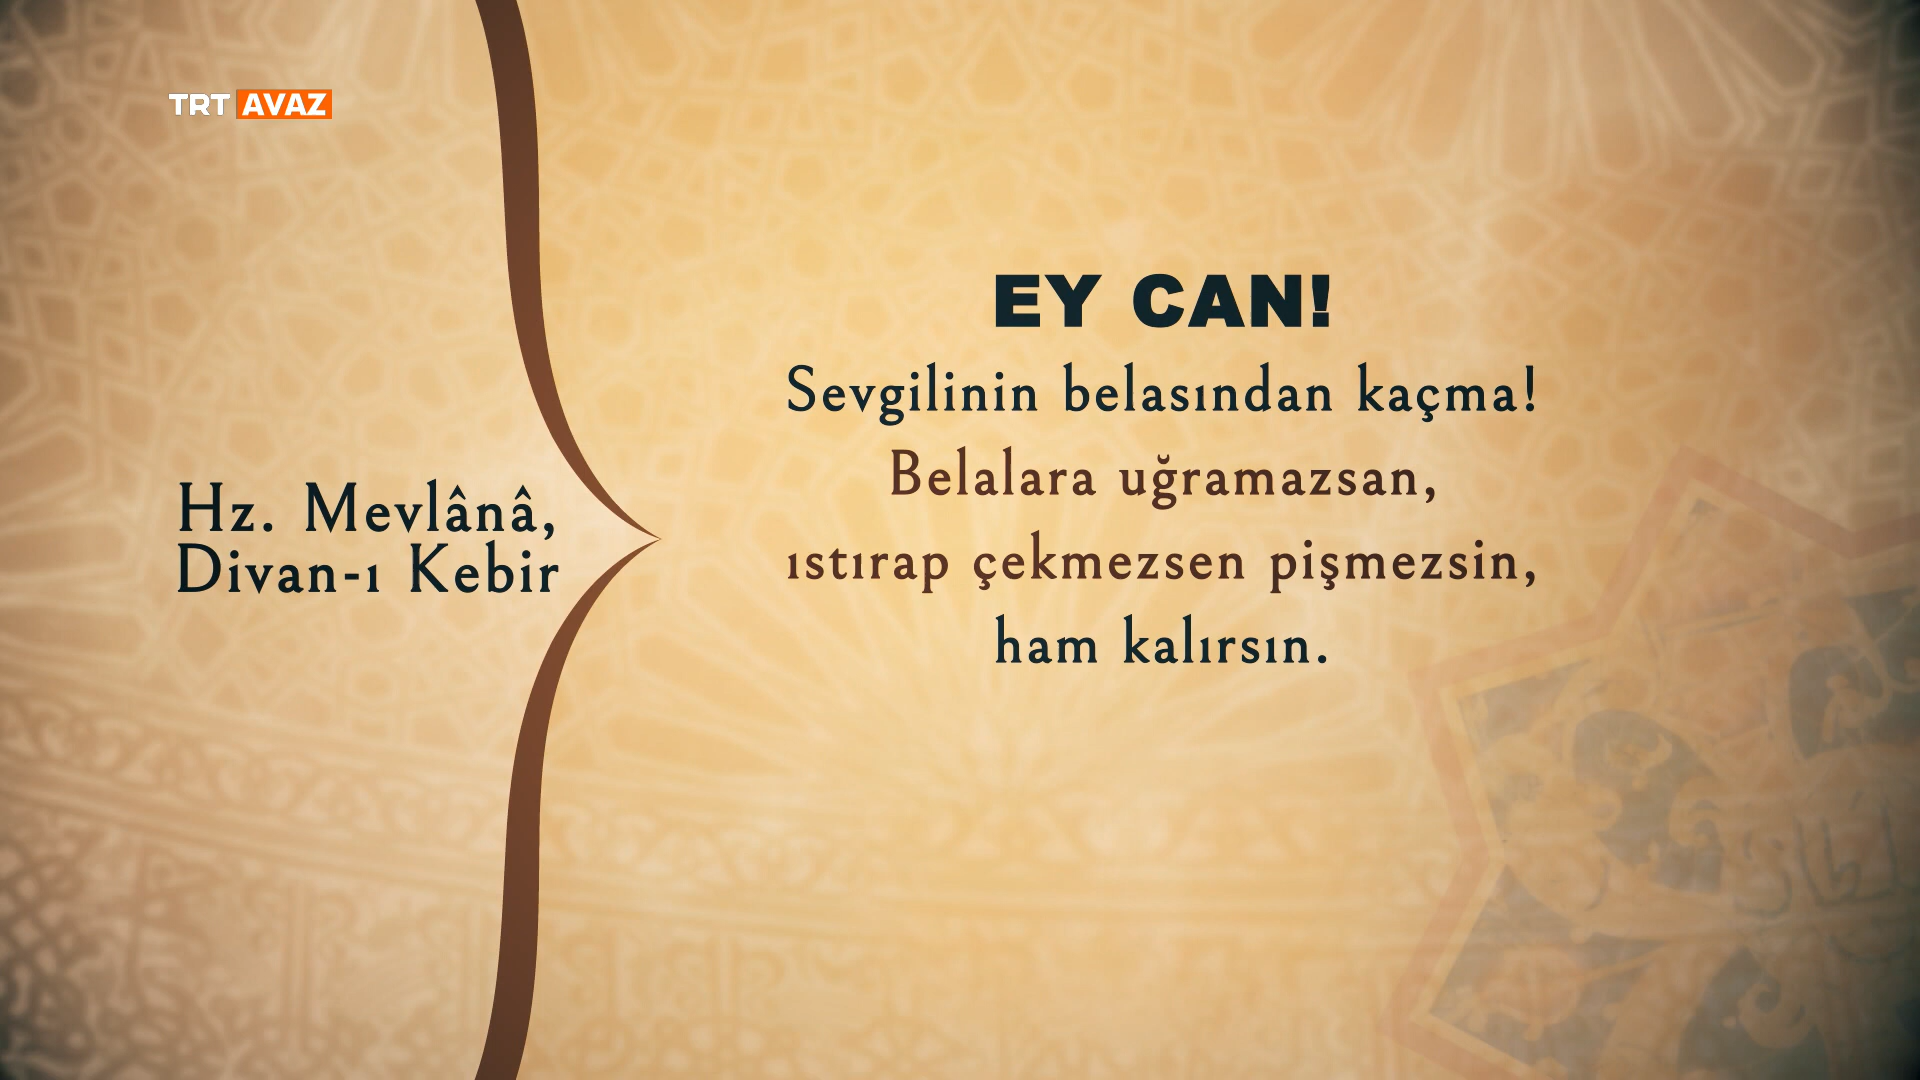 TRT AVAZ
Hz. Mevlânâ,
Divan-ı Kebir
EY CAN!
Sevgilinin belasından kaçma!
Belalara uğramazsan,
ıstırap çekmezsen pişmezsin,
ham kalırsın.